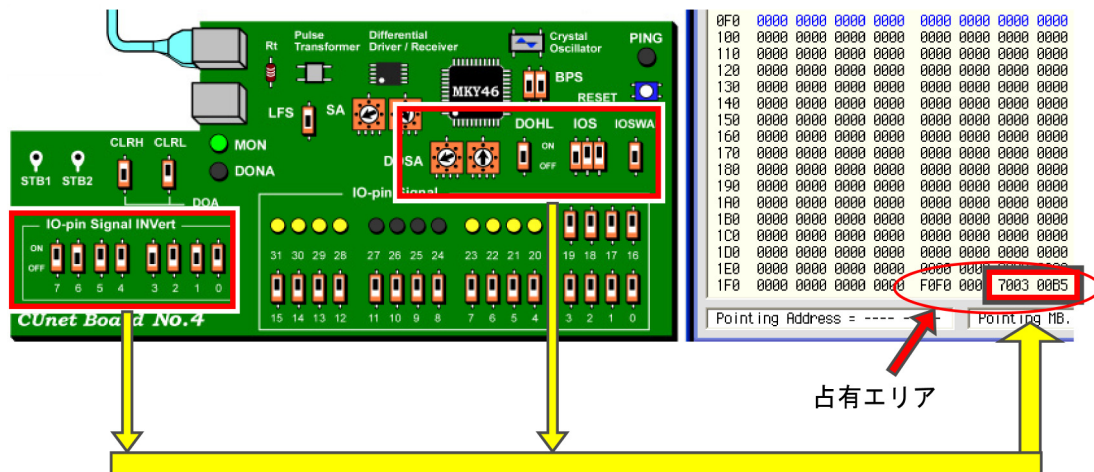 Rt
Pulse
Transformer
Differential
Driver / Receiver
Crystal
Oscillator
PING
MKY46
BPS
RESET
LFS
SA
DOHL
IOS
IOSWA
ON
OFF
DOSA
CLRH CLRL
MON
DONA
STB1 STB2
DOA
IO-pin Signal
IO-pin Signal INVert
ON
OFF
7 6 5 4 3 2 1 0
31 30 29 28 27 26 25 24 23 22 21 20 19 18 17 16
15 14 13 12 11 10 9 8 7 6 5 4 3 2 1 0
CUnet Board No.4
0F0 0000 0000 0000 0000 0000 0000 0000 0000
100 0000 0000 0000 0000 0000 0000 0000 0000
110 0000 0000 0000 0000 0000 0000 0000 0000
120 0000 0000 0000 0000 0000 0000 0000 0000
130 0000 0000 0000 0000 0000 0000 0000 0000
140 0000 0000 0000 0000 0000 0000 0000 0000
150 0000 0000 0000 0000 0000 0000 0000 0000
160 0000 0000 0000 0000 0000 0000 0000 0000
170 0000 0000 0000 0000 0000 0000 0000 0000
180 0000 0000 0000 0000 0000 0000 0000 0000
190 0000 0000 0000 0000 0000 0000 0000 0000
1A0 0000 0000 0000 0000 0000 0000 0000 0000
1B0 0000 0000 0000 0000 0000 0000 0000 0000
1C0 0000 0000 0000 0000 0000 0000 0000 0000
1D0 0000 0000 0000 0000 0000 0000 0000 0000
1E0 0000 0000 0000 0000 0000 0000
1F0 0000 0000 0000 0000 F0F0 000 7003 00B5
Pointing Address = ----
Pointing MB.
占有エリア